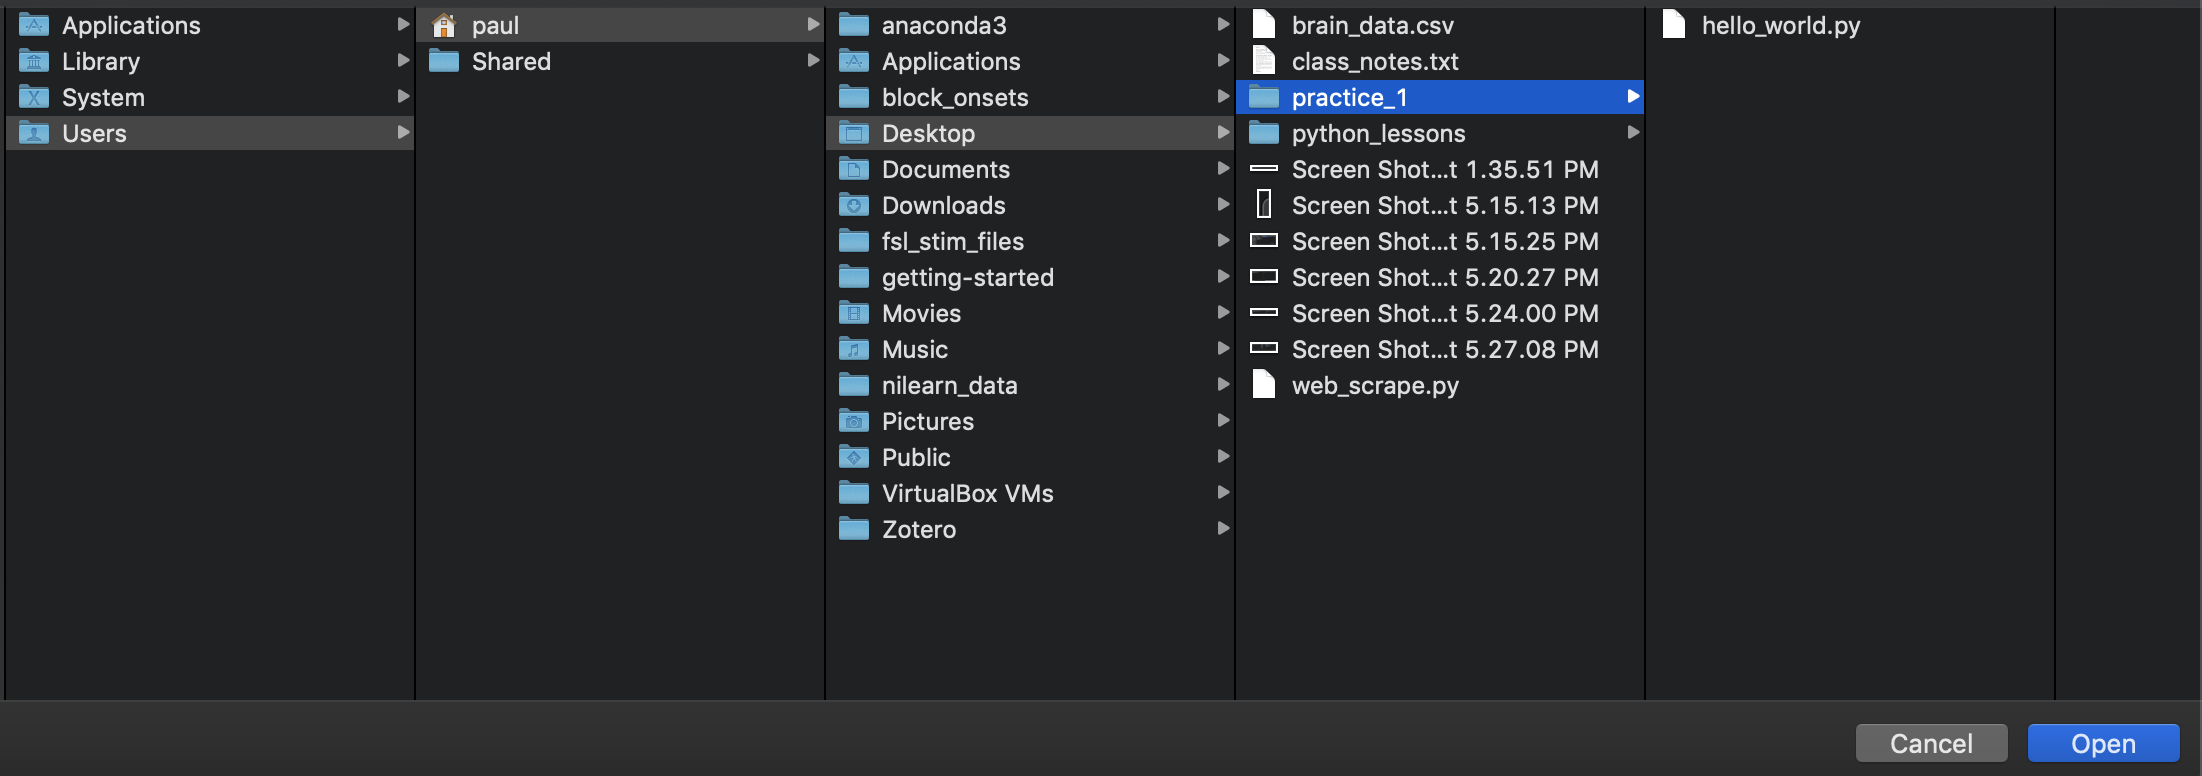 Applications
Library
System
Users
paul
Shared
anaconda3
Applications
block_onsets
Desktop
Documents
Downloads
fsl_stim_files
getting-started
Movies
Music
nilearn_data
Pictures
Public
VirtualBox VMs
Zotero
brain_data.csv
class_notes.txt
practice_1
python_lessons
Screen Shot...t 1.35.51 PM
Screen Shot...t 5.15.13 PM
Screen Shot...t 5.15.25 PM
Screen Shot...t 5.20.27 PM
Screen Shot...t 5.24.00 PM
Screen Shot...t 5.27.08 PM
web_scrape.py
hello_world.py
Cancel
Open